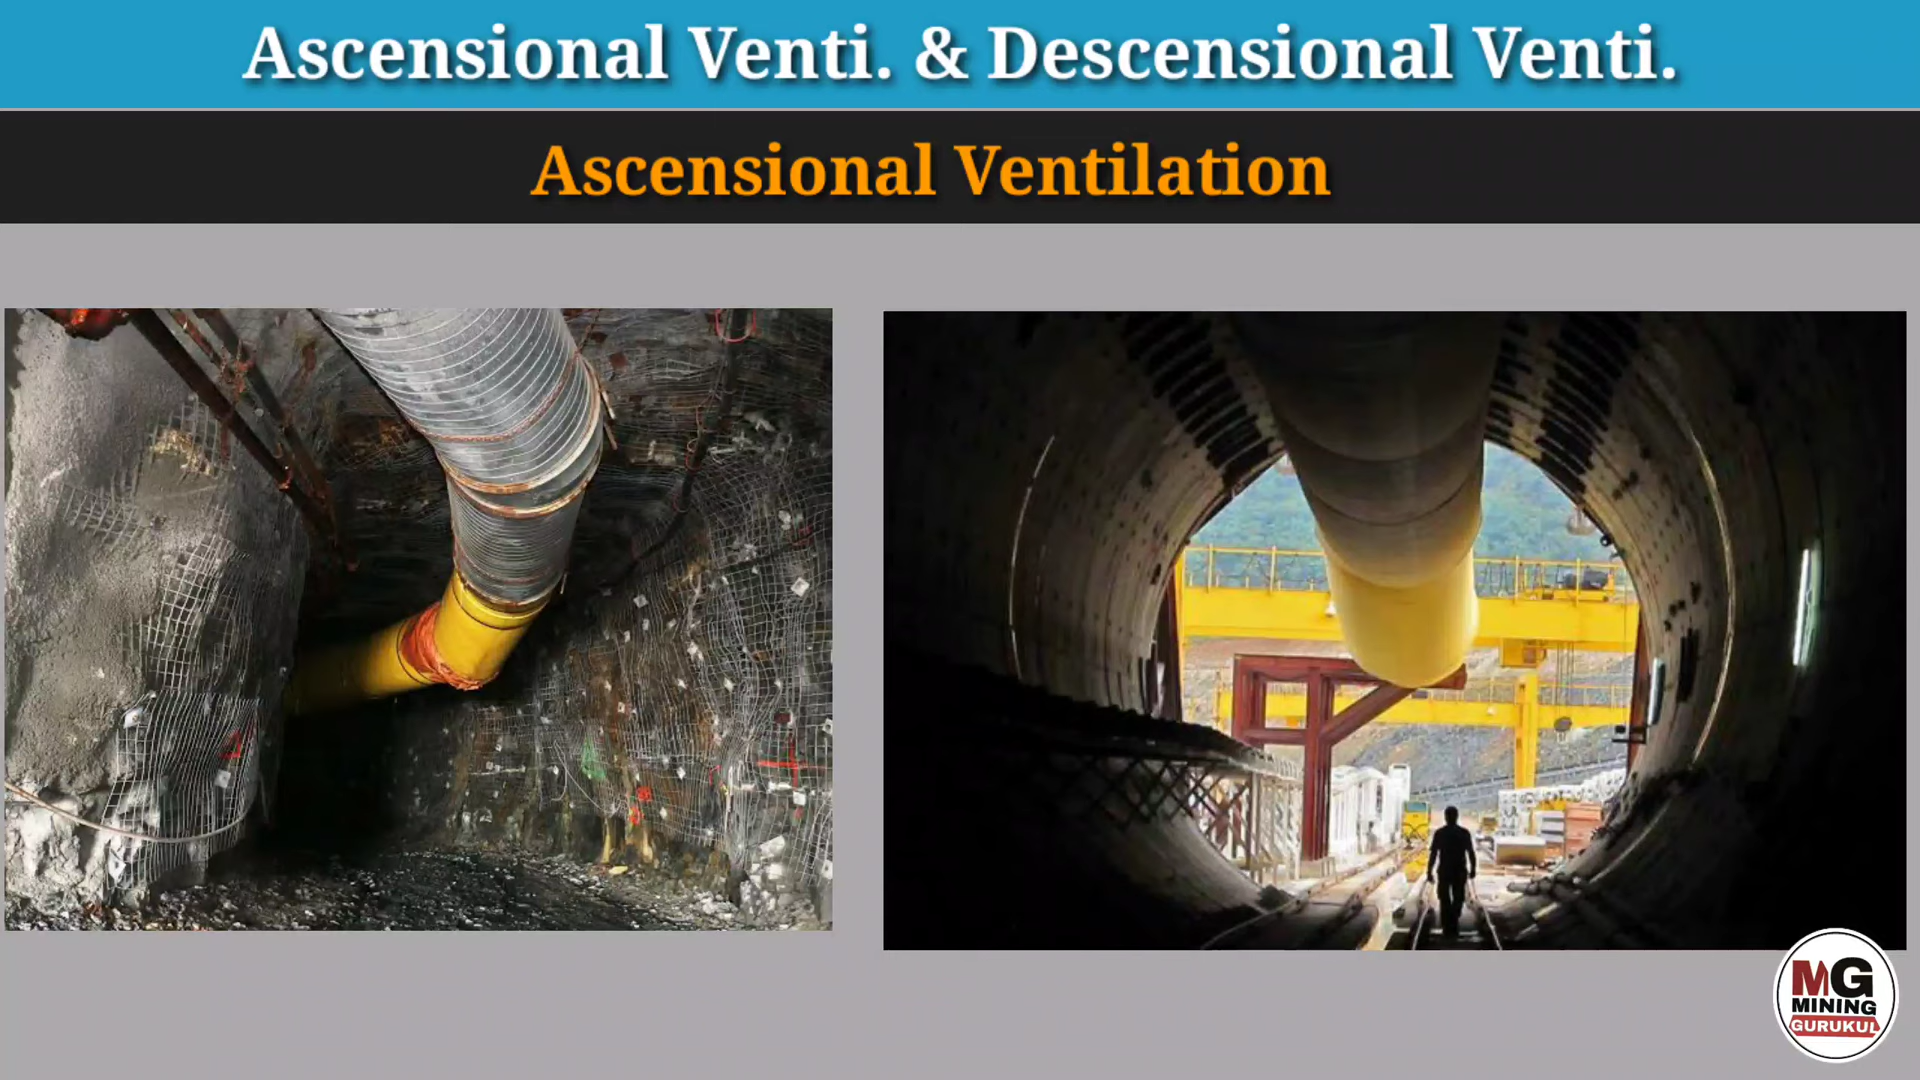 Ascensional Venti. & Descensional Venti.
Ascensional Ventilation
MG
MINING
GURUKUL